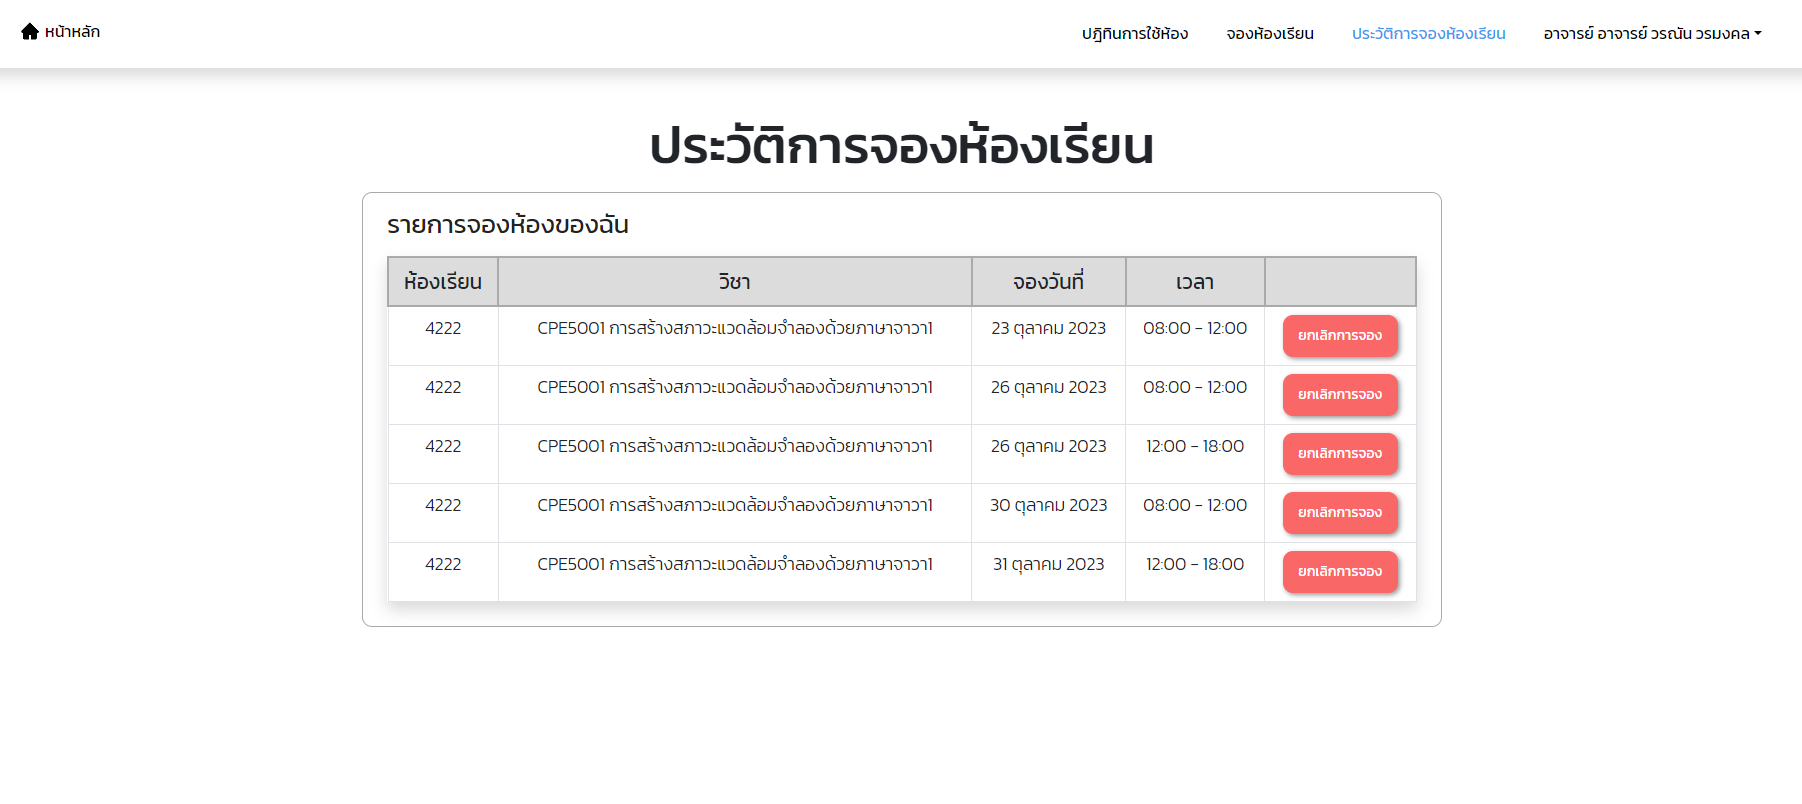 หน้าหลัก ปฎิทินการใช้ห้อง จองห้องเรียน ประวัติการจองห้องเรียน อาจารย์ อาจารย์ วรณัน วรมงคล
ประวัติการจองห้องเรียน
รายการจองห้องของฉัน
ห้องเรียน วิชา จองวันที่ เวลา
4222 CPE5001 การสร้างสภาวะแวดล้อมจำลองด้วยภาษาจาวา1 23 ตุลาคม 2023 08:00 - 12:00 ยกเลิกการจอง
4222 CPE5001 การสร้างสภาวะแวดล้อมจำลองด้วยภาษาจาวา1 26 ตุลาคม 2023 08:00 - 12:00 ยกเลิกการจอง
4222 CPE5001 การสร้างสภาวะแวดล้อมจำลองด้วยภาษาจาวา1 26 ตุลาคม 2023 12:00 - 18:00 ยกเลิกการจอง
4222 CPE5001 การสร้างสภาวะแวดล้อมจำลองด้วยภาษาจาวา1 30 ตุลาคม 2023 08:00 - 12:00 ยกเลิกการจอง
4222 CPE5001 การสร้างสภาวะแวดล้อมจำลองด้วยภาษาจาวา1 31 ตุลาคม 2023 12:00 - 18:00 ยกเลิกการจอง